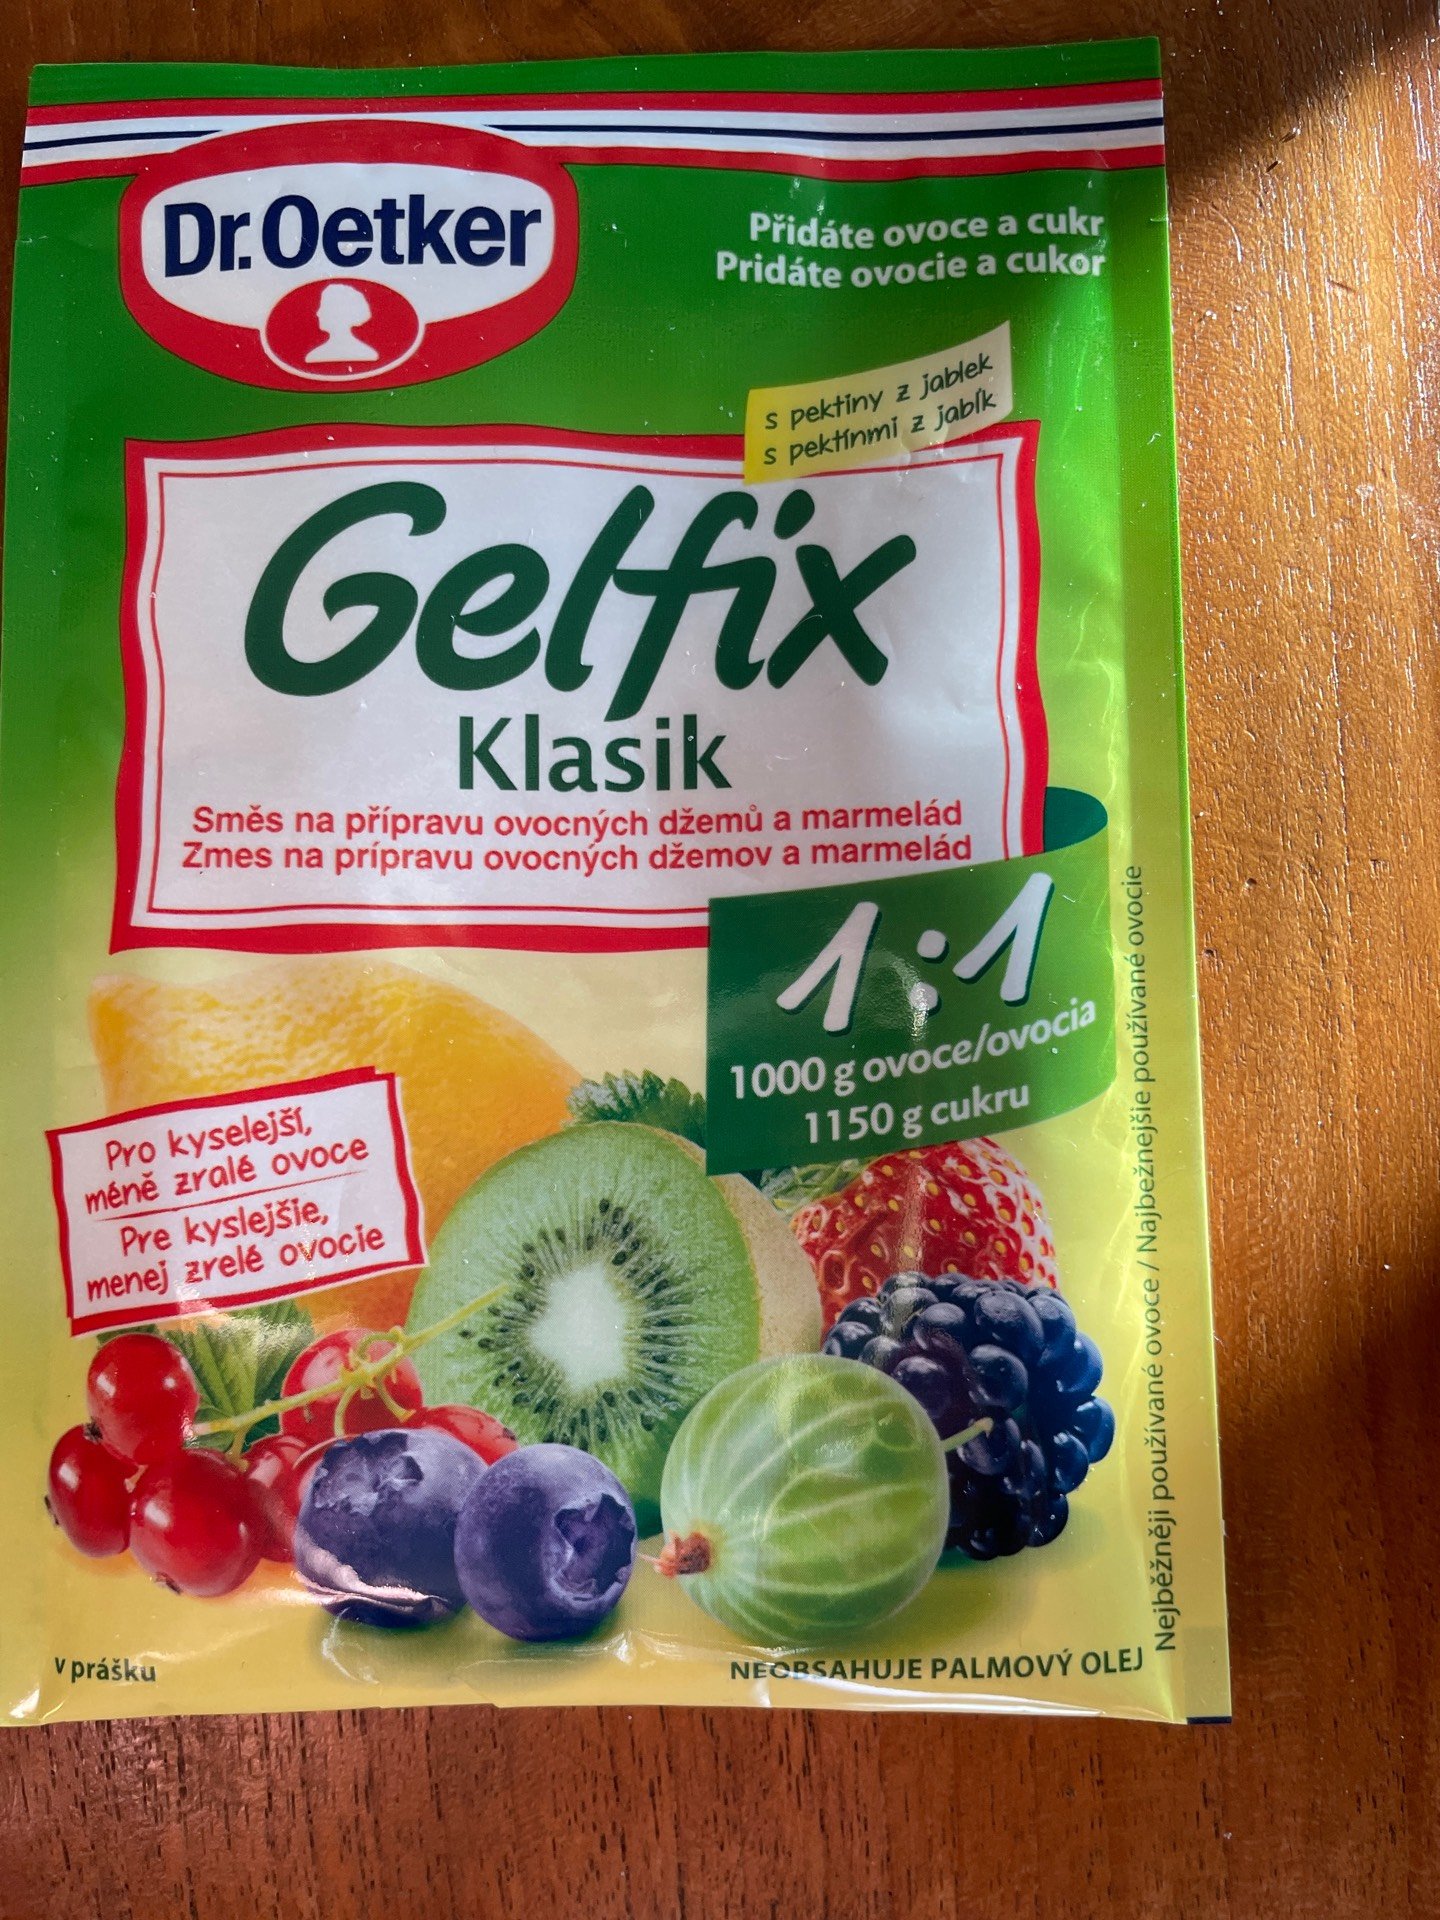 Dr.Oetker
Přidáte ovoce a cukr
Pridáte ovocie a cukor
s pektiny z jablek
s pektínmi z jabĺk
Gelfix
Klasik
Směs na přípravu ovocných džemů a marmelád
Zmes na prípravu ovocných džemov a marmelád
1:1
1000 g ovoce/ovocia
1150 g cukru
Pro kyselejší,
méně zralé ovoce
Pre kyslejšie,
menej zrelé ovocie
Nejběžněji používané ovoce / Najbežnejšie používané ovocie
v prášku
NEOBSAHUJE PALMOVÝ OLEJ